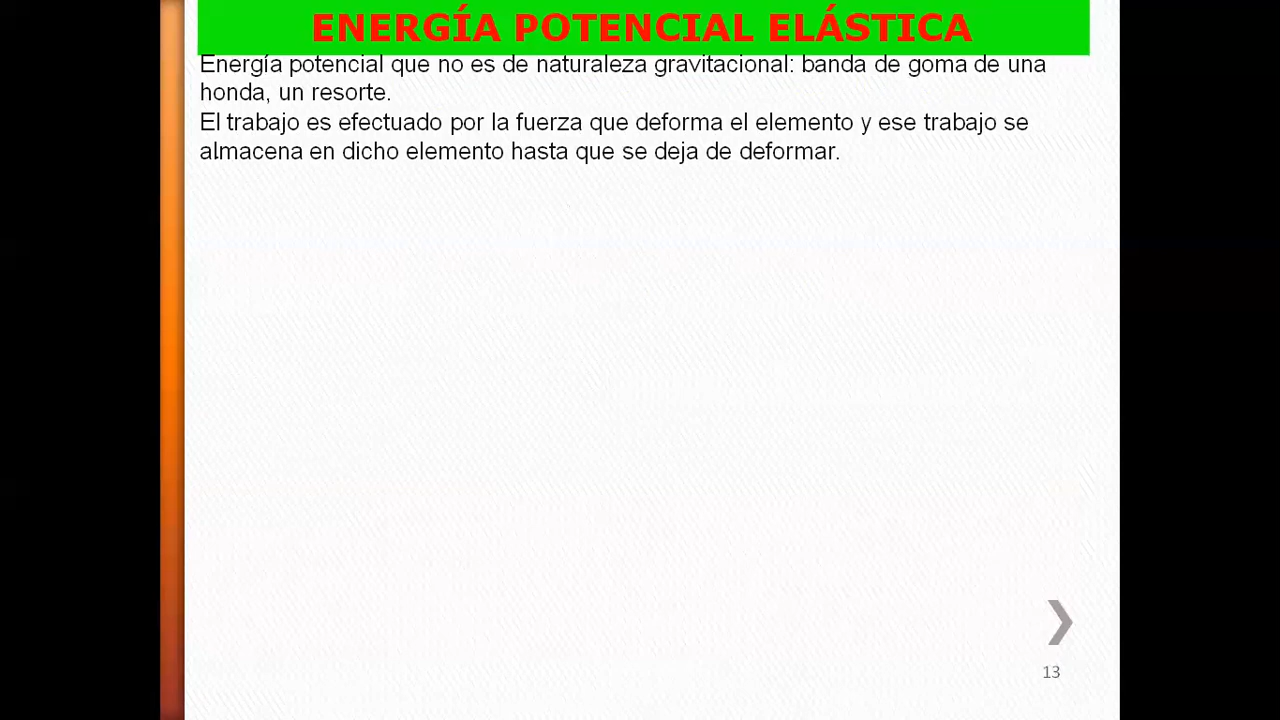 ENERGÍA POTENCIAL ELÁSTICA
Energía potencial que no es de naturaleza gravitacional: banda de goma de una
honda, un resorte.
El trabajo es efectuado por la fuerza que deforma el elemento y ese trabajo se
almacena en dicho elemento hasta que se deja de deformar.
13